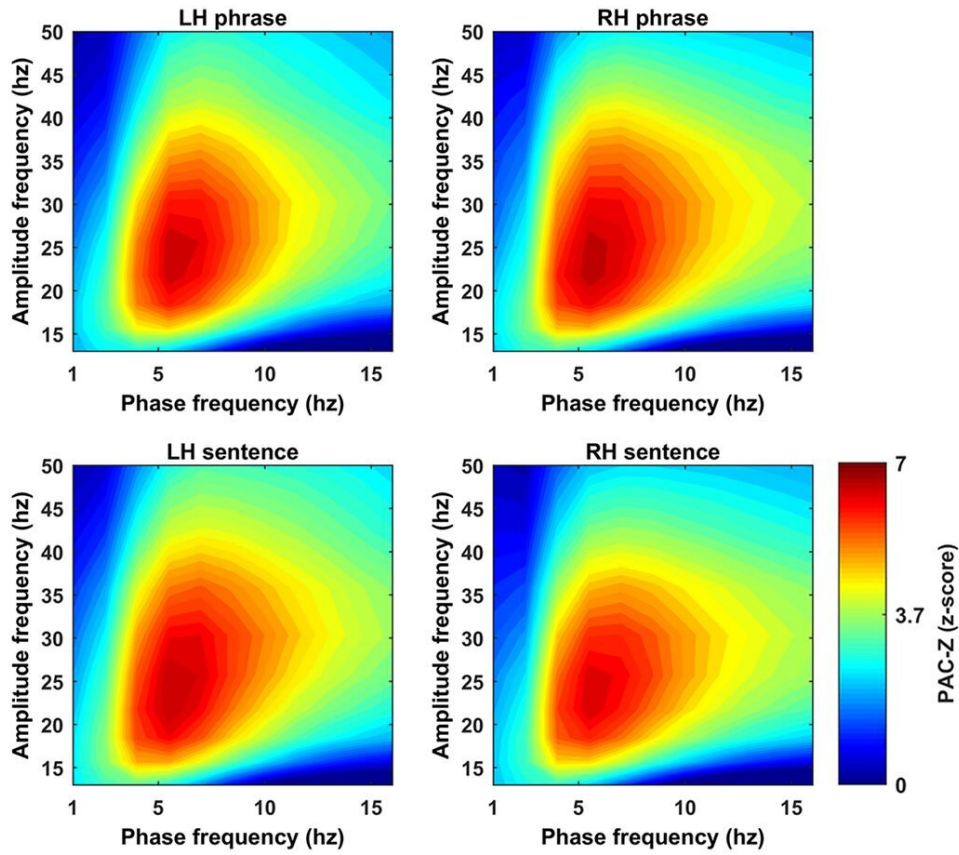 LH phrase
50
45
40
35
30
25
20
15
Amplitude frequency (hz)
1 5 10 15
Phase frequency (hz)
RH phrase
50
45
40
35
30
25
20
15
Amplitude frequency (hz)
1 5 10 15
Phase frequency (hz)
LH sentence
50
45
40
35
30
25
20
15
Amplitude frequency (hz)
1 5 10 15
Phase frequency (hz)
RH sentence
50
45
40
35
30
25
20
15
Amplitude frequency (hz)
1 5 10 15
Phase frequency (hz)
7
3.7
0
PAC-Z (z-score)